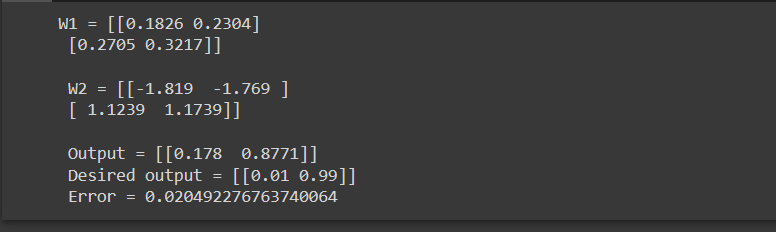 W1 = [[0.1826 0.2304]
[0.2705 0.3217]]
W2 = [[-1.819  -1.769 ]
[ 1.1239  1.1739]]
Output = [[0.178  0.8771]]
Desired output = [[0.01 0.99]]
Error = 0.020492276763740064